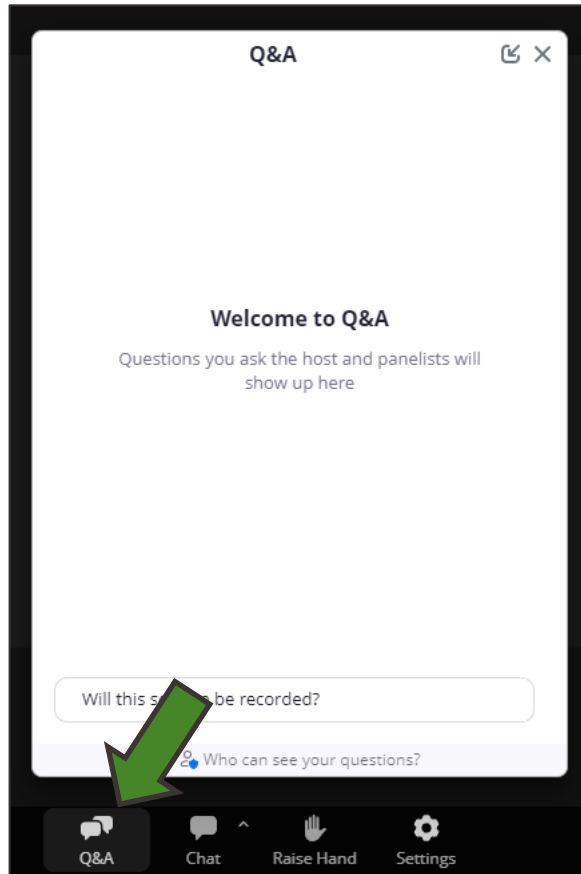 Q&A
Welcome to Q&A
Questions you ask the host and panelists will
show up here
Will this be recorded?
Who can see your questions?
Q&A Chat Raise Hand Settings